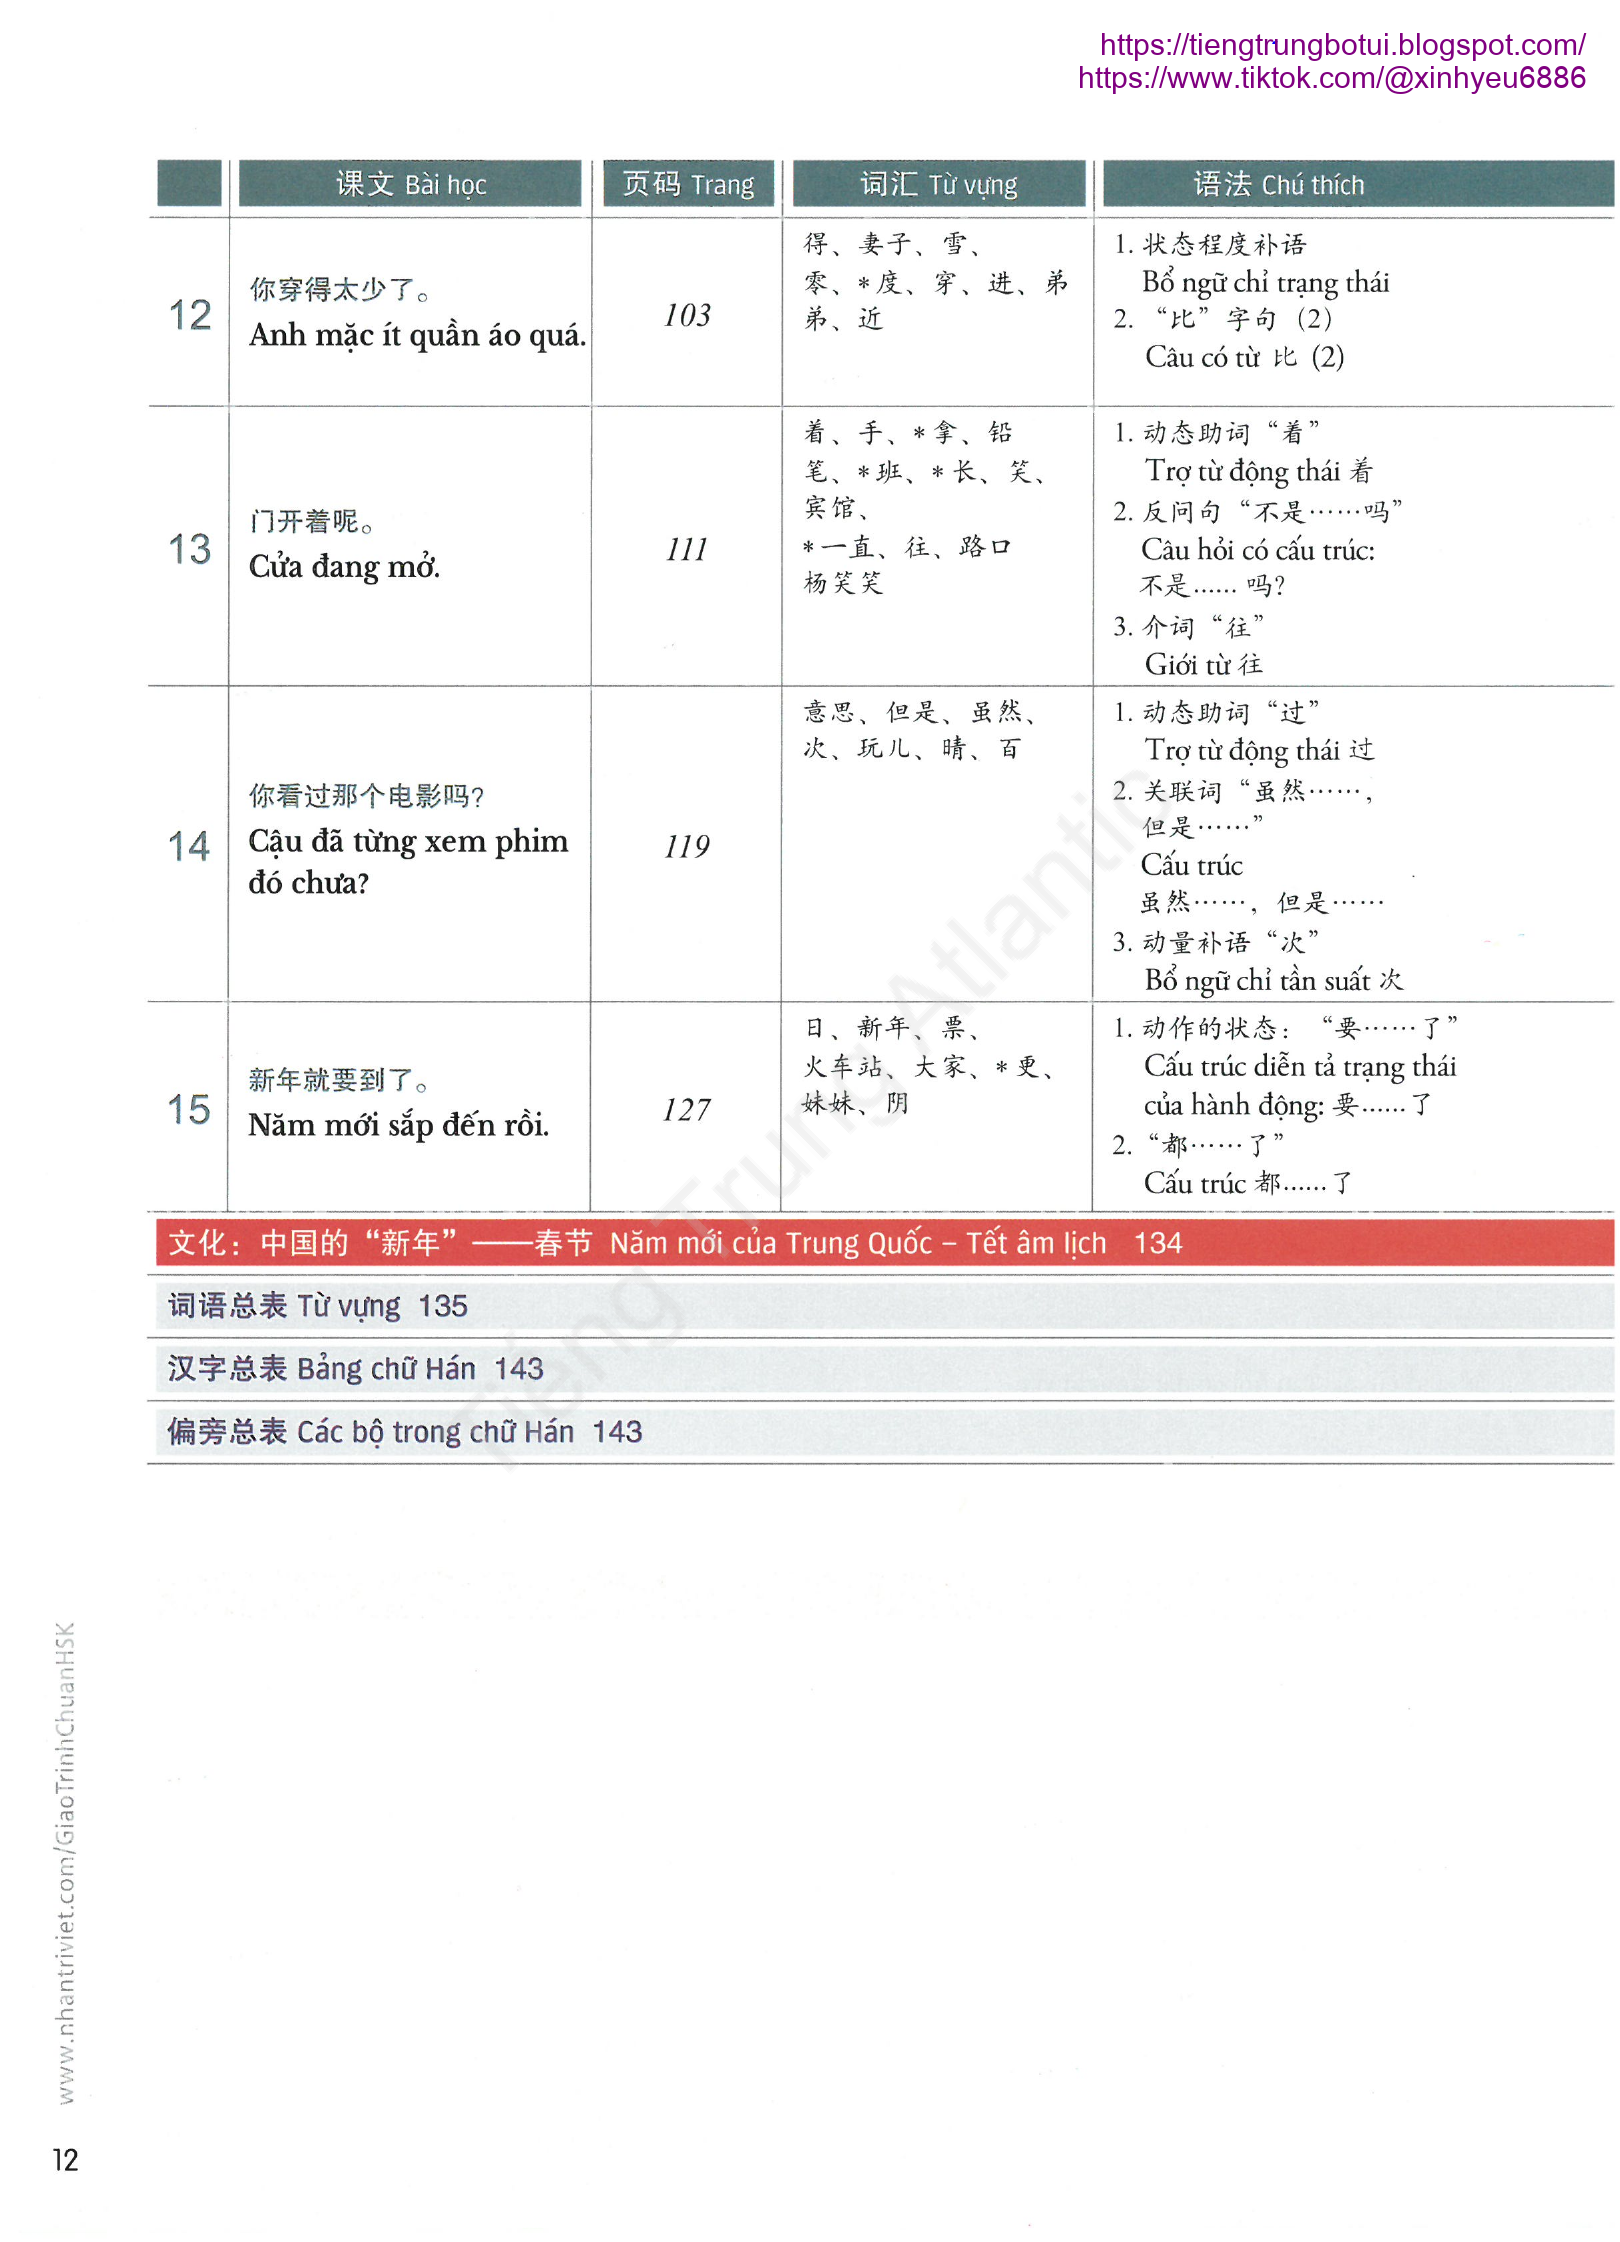 https://tiengtrungbotui.blogspot.com/
https://www.tiktok.com/@xinhyeu6886
课文 Bài học
页码 Trang
词汇 Từ vựng
语法 Chú thích
12
你穿得太少了。
Anh mặc ít quần áo quá.
103
得、妻子、雪、
零、*度、穿、进、弟
弟、近
1. 状态程度补语
Bổ ngữ chỉ trạng thái
2. “比”字句（2）
Câu có từ 比 (2)
13
门开着呢。
Cửa đang mở.
111
着、手、*拿、铅
笔、*班、*长、笑、
宾馆、
*一直、往、路口
杨笑笑
1. 动态助词“着”
Trợ từ động thái 着
2. 反问句“不是……吗”
Câu hỏi có cấu trúc:
不是...... 吗?
3. 介词“往”
Giới từ 往
14
你看过那个电影吗?
Cậu đã từng xem phim
đó chưa?
119
意思、但是、虽然、
次、玩儿、晴、百
1. 动态助词“过”
Trợ từ động thái 过
2. 关联词“虽然……,
但是……”
Cấu trúc
虽然……, 但是……
3. 动量补语“次”
Bổ ngữ chỉ tần suất 次
15
新年就要到了。
Năm mới sắp đến rồi.
127
日、新年、票、
火车站、大家、*更、
妹妹、阴
1. 动作的状态: “要……了”
Cấu trúc diễn tả trạng thái
của hành động: 要......了
2. “都……了”
Cấu trúc 都......了
文化: 中国的“新年”——春节 Năm mới của Trung Quốc – Tết âm lịch 134
词语总表 Từ vựng 135
汉字总表 Bảng chữ Hán 143
偏旁总表 Các bộ trong chữ Hán 143
Tiếng Trung Atlantic
www.nhantriviet.com/GiaoTrinhChuanHSK
12